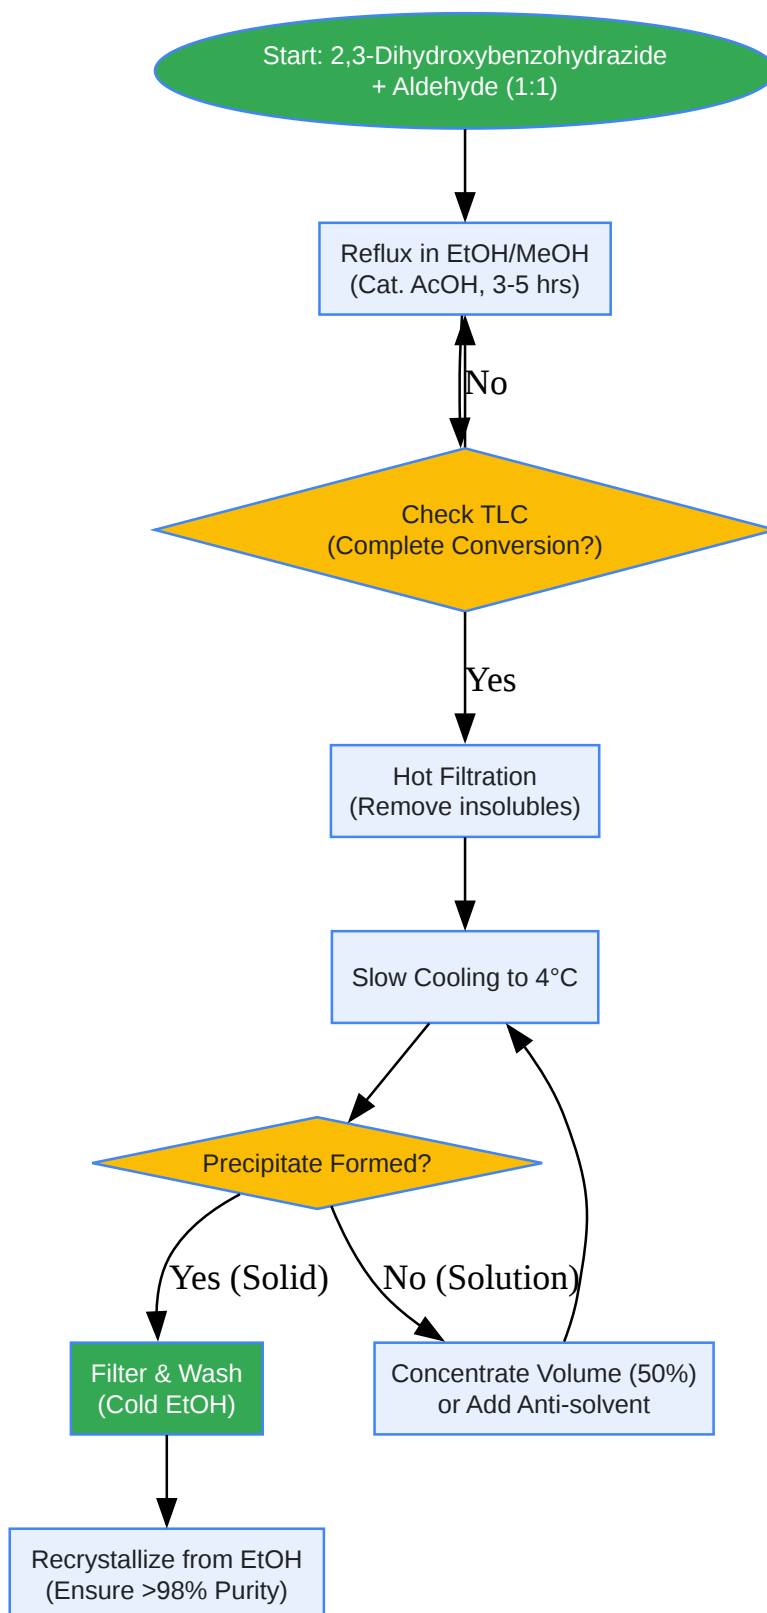 Start: 2,3-Dihydroxybenzohydrazide
+ Aldehyde (1:1)
Reflux in EtOH/MeOH
(Cat. AcOH, 3-5 hrs)
No
Check TLC
(Complete Conversion?)
Yes
Hot Filtration
(Remove insolubles)
Slow Cooling to 4°C
Precipitate Formed?
Yes (Solid)
No (Solution)
Filter & Wash
(Cold EtOH)
Concentrate Volume (50%)
or Add Anti-solvent
Recrystallize from EtOH
(Ensure >98% Purity)